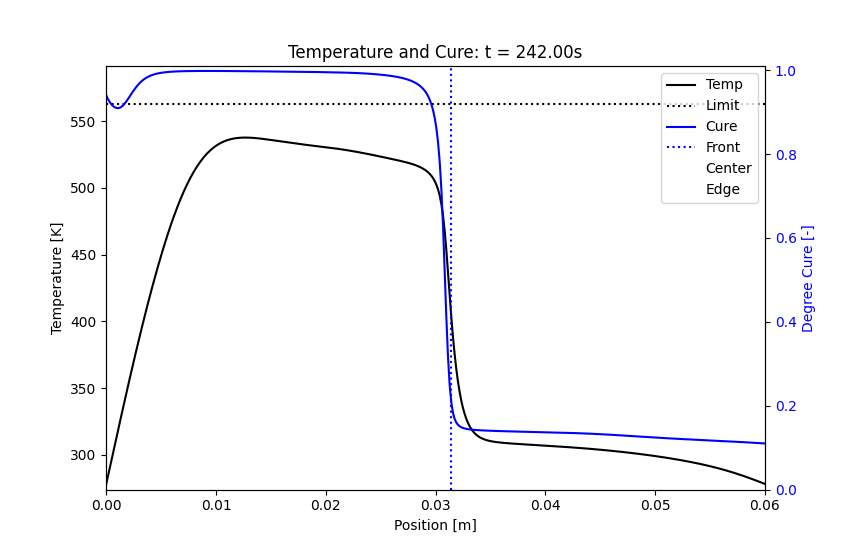 Temperature and Cure: t = 242.00s
Temp
Limit
Cure
Front
Center
Edge
Temperature [K]
550
500
450
400
350
300
Degree Cure [-]
1.0
0.8
0.6
0.4
0.2
0.0
0.00 0.01 0.02 0.03 0.04 0.05 0.06
Position [m]